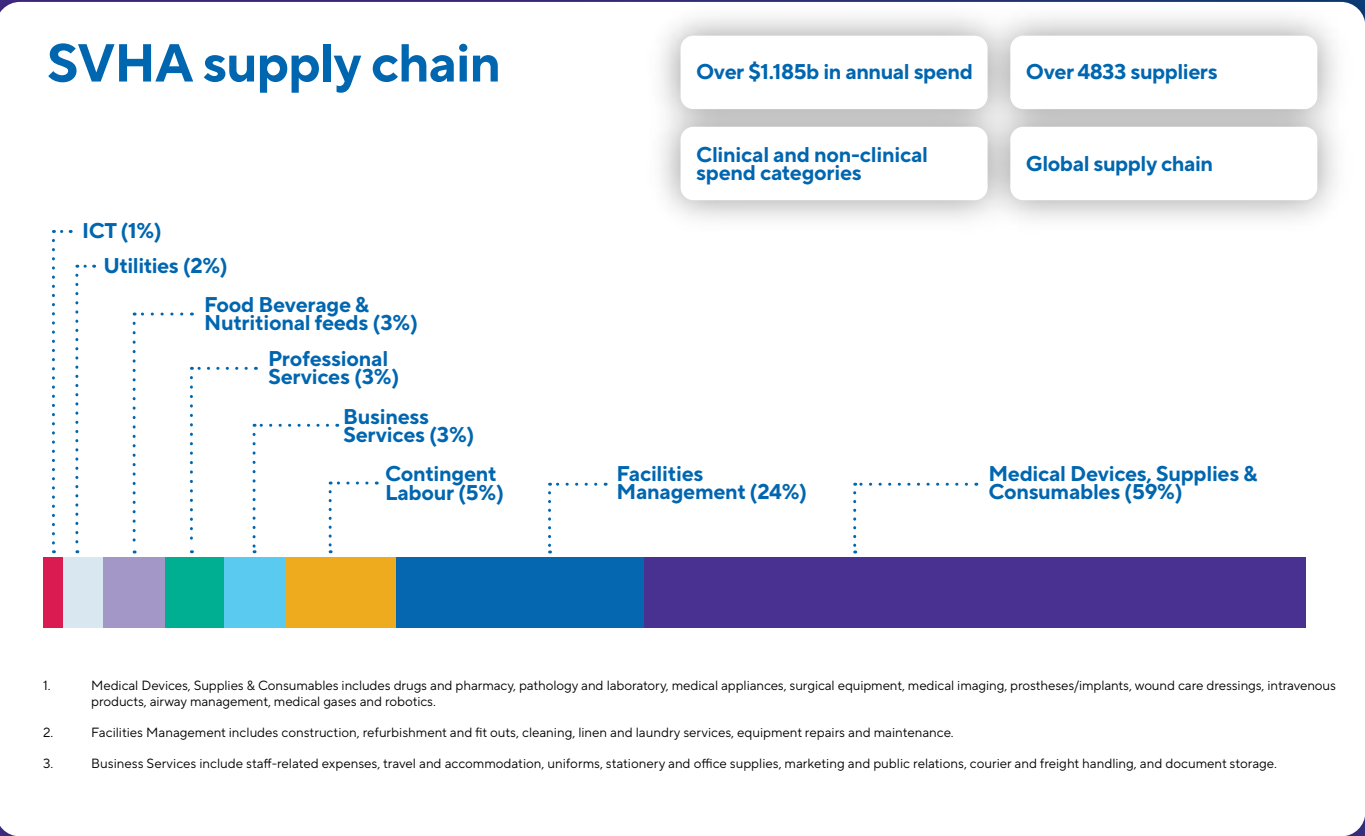 SVHA supply chain
Over $1.185b in annual spend
Over 4833 suppliers
Clinical and non-clinical
spend categories
Global supply chain
ICT (1%)
Utilities (2%)
Food Beverage &
Nutritional feeds (3%)
Professional
Services (3%)
Business
Services (3%)
Contingent
Labour (5%)
Facilities
Management (24%)
Medical Devices, Supplies &
Consumables (59%)
1. Medical Devices, Supplies & Consumables includes drugs and pharmacy, pathology and laboratory, medical appliances, surgical equipment, medical imaging, prostheses/implants, wound care dressings, intravenous
products, airway management, medical gases and robotics.
2. Facilities Management includes construction, refurbishment and fit outs, cleaning, linen and laundry services, equipment repairs and maintenance.
3. Business Services include staff-related expenses, travel and accommodation, uniforms, stationery and office supplies, marketing and public relations, courier and freight handling, and document storage.